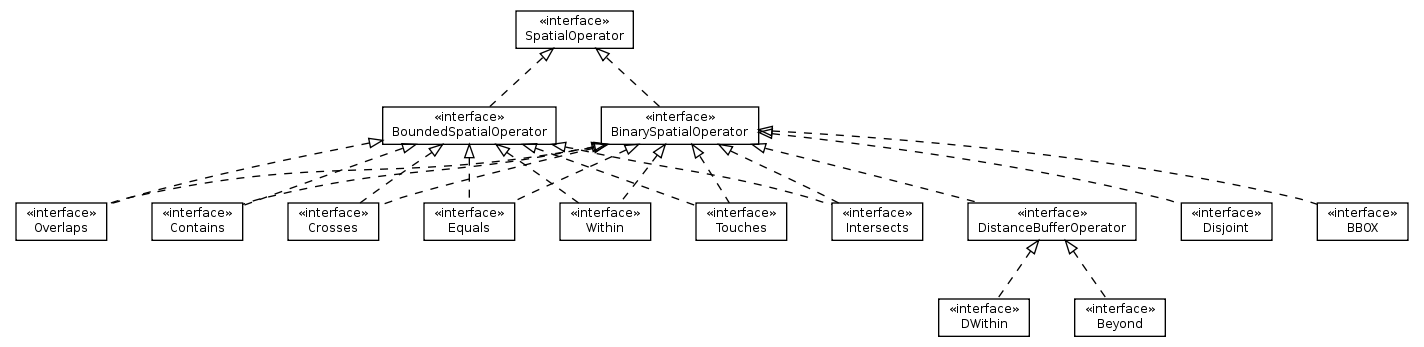 «interface»
SpatialOperator
«interface»
BoundedSpatialOperator
«interface»
BinarySpatialOperator
«interface»
Overlaps
«interface»
Contains
«interface»
Crosses
«interface»
Equals
«interface»
Within
«interface»
Touches
«interface»
Intersects
«interface»
DistanceBufferOperator
«interface»
Disjoint
«interface»
BBOX
«interface»
DWithin
«interface»
Beyond